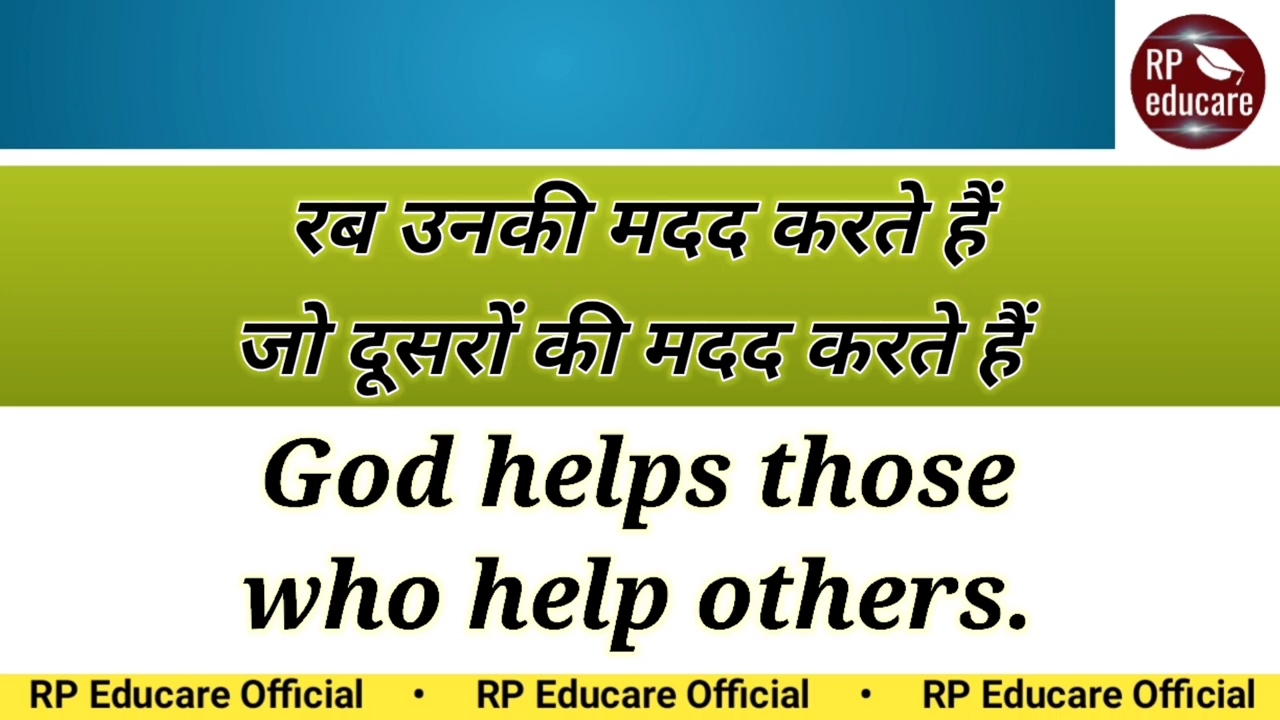 RP
educare
रब उनकी मदद करते हैं
जो दूसरों की मदद करते हैं
God helps those
who help others.
RP Educare Official • RP Educare Official • RP Educare Official